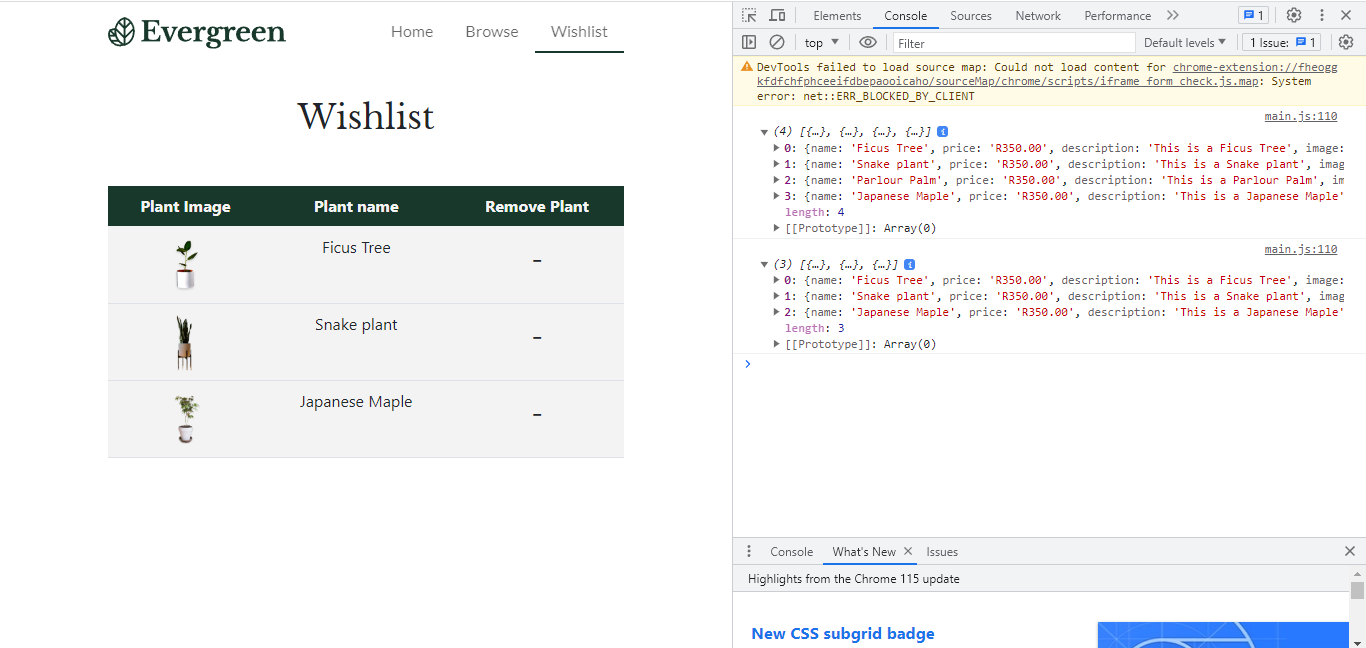 Evergreen
Home Browse Wishlist
Wishlist
Plant Image Plant name Remove Plant
Ficus Tree
–
Snake plant
–
Japanese Maple
–
Elements Console Sources Network Performance 1
top Filter Default levels 1 Issue: 1
DevTools failed to load source map: Could not load content for chrome-extension://fheogg
kfdfchfphceeifdbepaooicaho/sourceMap/chrome/scripts/iframe_form_check.js.map: System
error: net::ERR_BLOCKED_BY_CLIENT
main.js:110
(4) [{…}, {…}, {…}, {…}] i
0: {name: 'Ficus Tree', price: 'R350.00', description: 'This is a Ficus Tree', image:
1: {name: 'Snake plant', price: 'R350.00', description: 'This is a Snake plant', imag
2: {name: 'Parlour Palm', price: 'R350.00', description: 'This is a Parlour Palm', im
3: {name: 'Japanese Maple', price: 'R350.00', description: 'This is a Japanese Maple'
length: 4
[[Prototype]]: Array(0)
main.js:110
(3) [{…}, {…}, {…}] i
0: {name: 'Ficus Tree', price: 'R350.00', description: 'This is a Ficus Tree', image:
1: {name: 'Snake plant', price: 'R350.00', description: 'This is a Snake plant', imag
2: {name: 'Japanese Maple', price: 'R350.00', description: 'This is a Japanese Maple'
length: 3
[[Prototype]]: Array(0)
Console What's New Issues
Highlights from the Chrome 115 update
New CSS subgrid badge